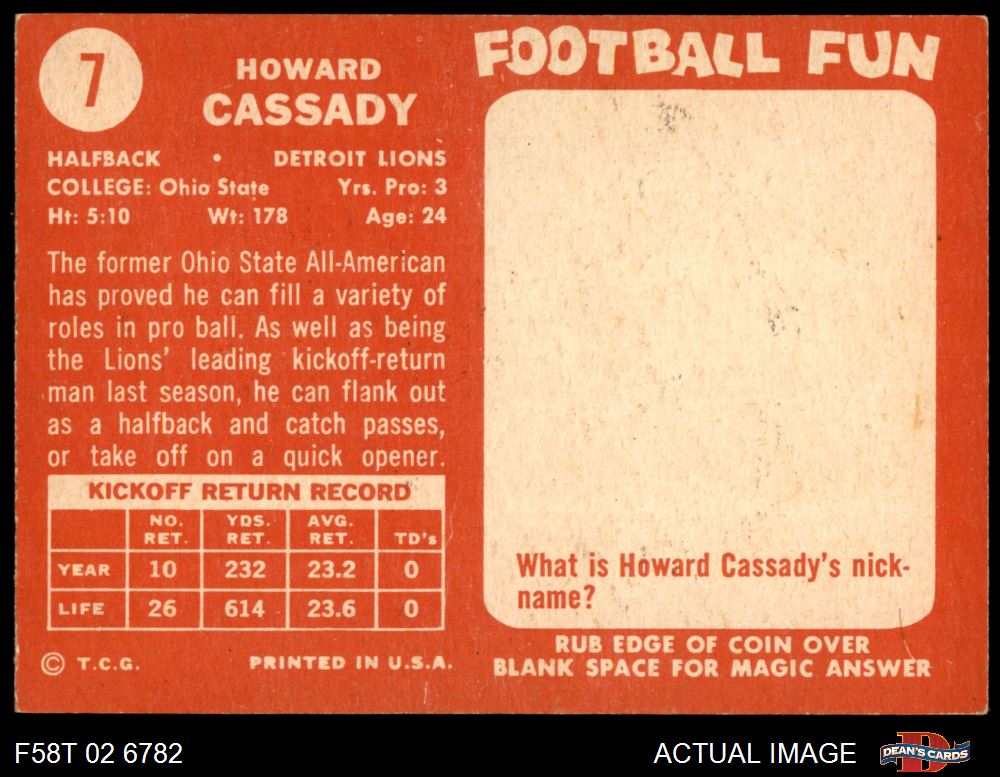 7
HOWARD
CASSADY
HALFBACK • DETROIT LIONS
COLLEGE: Ohio State Yrs. Pro: 3
Ht: 5:10 Wt: 178 Age: 24
The former Ohio State All-American
has proved he can fill a variety of
roles in pro ball. As well as being
the Lions' leading kickoff-return
man last season, he can flank out
as a halfback and catch passes,
or take off on a quick opener.
KICKOFF RETURN RECORD
NO. RET. YDS. RET. AVG. RET. TD's
YEAR 10 232 23.2 0
LIFE 26 614 23.6 0
© T.C.G. PRINTED IN U.S.A.
FOOTBALL FUN
What is Howard Cassady's nick-
name?
RUB EDGE OF COIN OVER
BLANK SPACE FOR MAGIC ANSWER
F58T 02 6782
ACTUAL IMAGE
D
DEAN'S CARDS